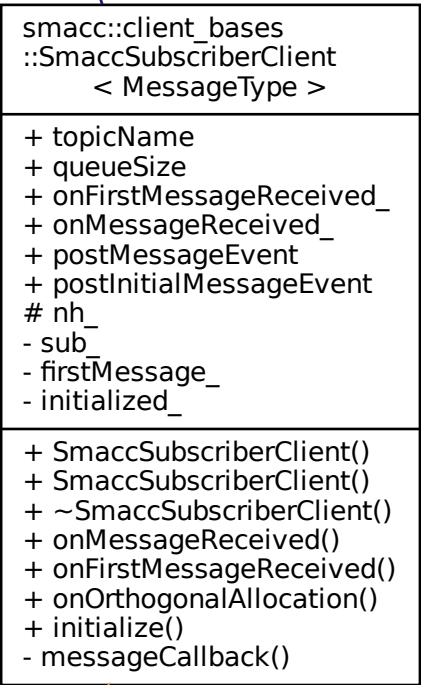 smacc::client_bases
::SmaccSubscriberClient
< MessageType >
+ topicName
+ queueSize
+ onFirstMessageReceived_
+ onMessageReceived_
+ postMessageEvent
+ postInitialMessageEvent
# nh_
- sub_
- firstMessage_
- initialized_
+ SmaccSubscriberClient()
+ SmaccSubscriberClient()
+ ~SmaccSubscriberClient()
+ onMessageReceived()
+ onFirstMessageReceived()
+ onOrthogonalAllocation()
+ initialize()
- messageCallback()